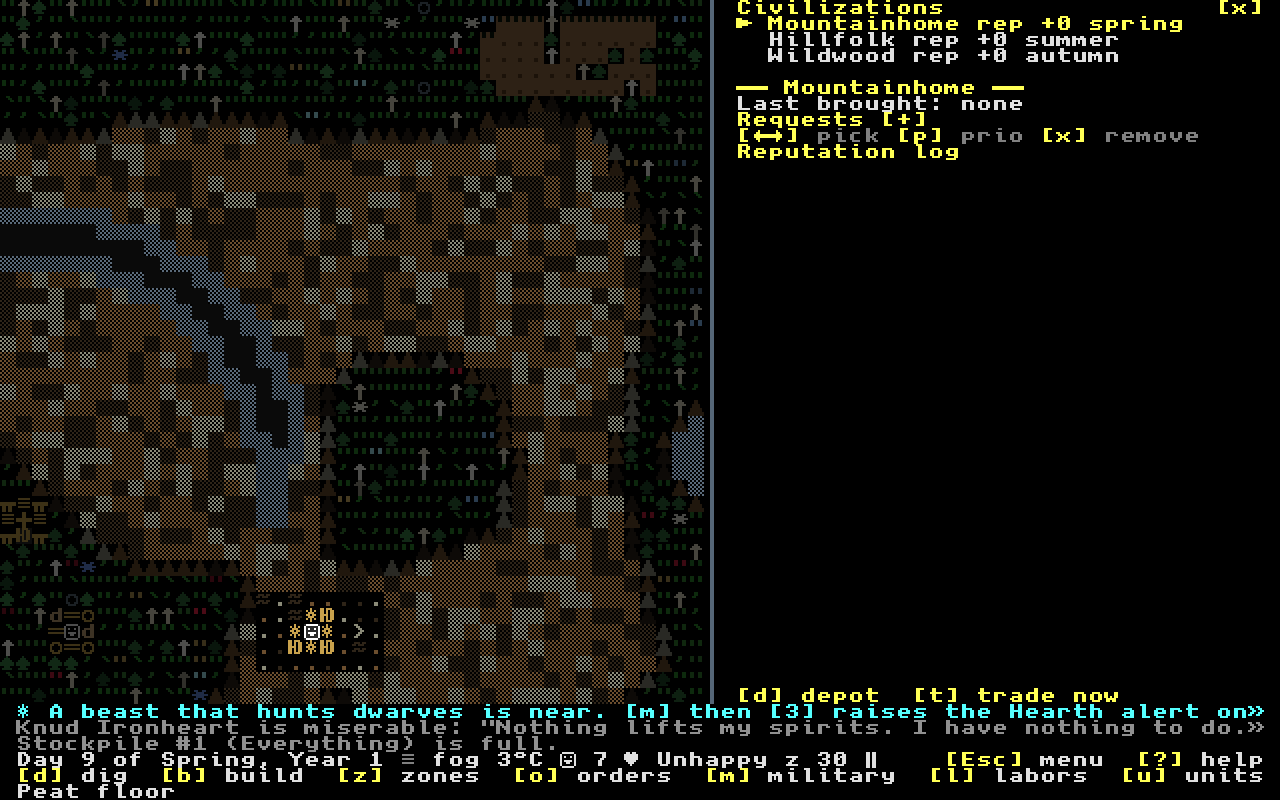 Civilizations [x]
► Mountainhome rep +0 spring
Hillfolk rep +0 summer
Wildwood rep +0 autumn
—— Mountainhome ——
Last brought: none
Requests [+]
[↔] pick [p] prio [x] remove
Reputation log
[d] depot [t] trade now
* A beast that hunts dwarves is near. [m] then [3] raises the Hearth alert on»
Knud Ironheart is miserable: "Nothing lifts my spirits. I have nothing to do.»
Stockpile #1 (Everything) is full.
Day 9 of Spring, Year 1 ≡ fog 3°C ☺ 7 ♥ Unhappy z 30 ‖ [Esc] menu [?] help
[d] dig [b] build [z] zones [o] orders [m] military [l] labors [u] units
Peat floor